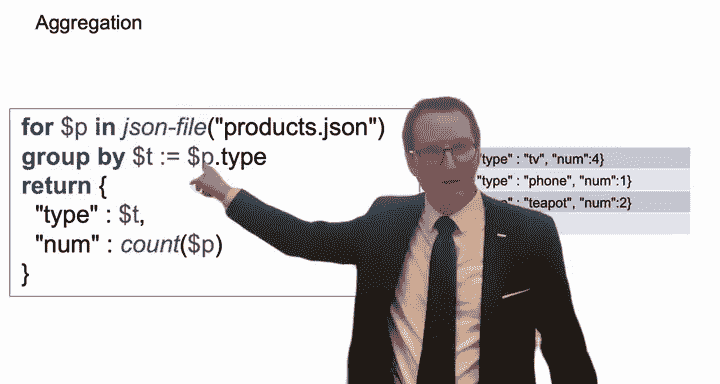 Aggregation
for $p in json-file("products.json")
group by $t := $p.type
return {
"type" : $t,
"num" : count($p)
}
"type" : "tv", "num":4}
"type" : "phone", "num":1}
" : "teapot", "num":2}